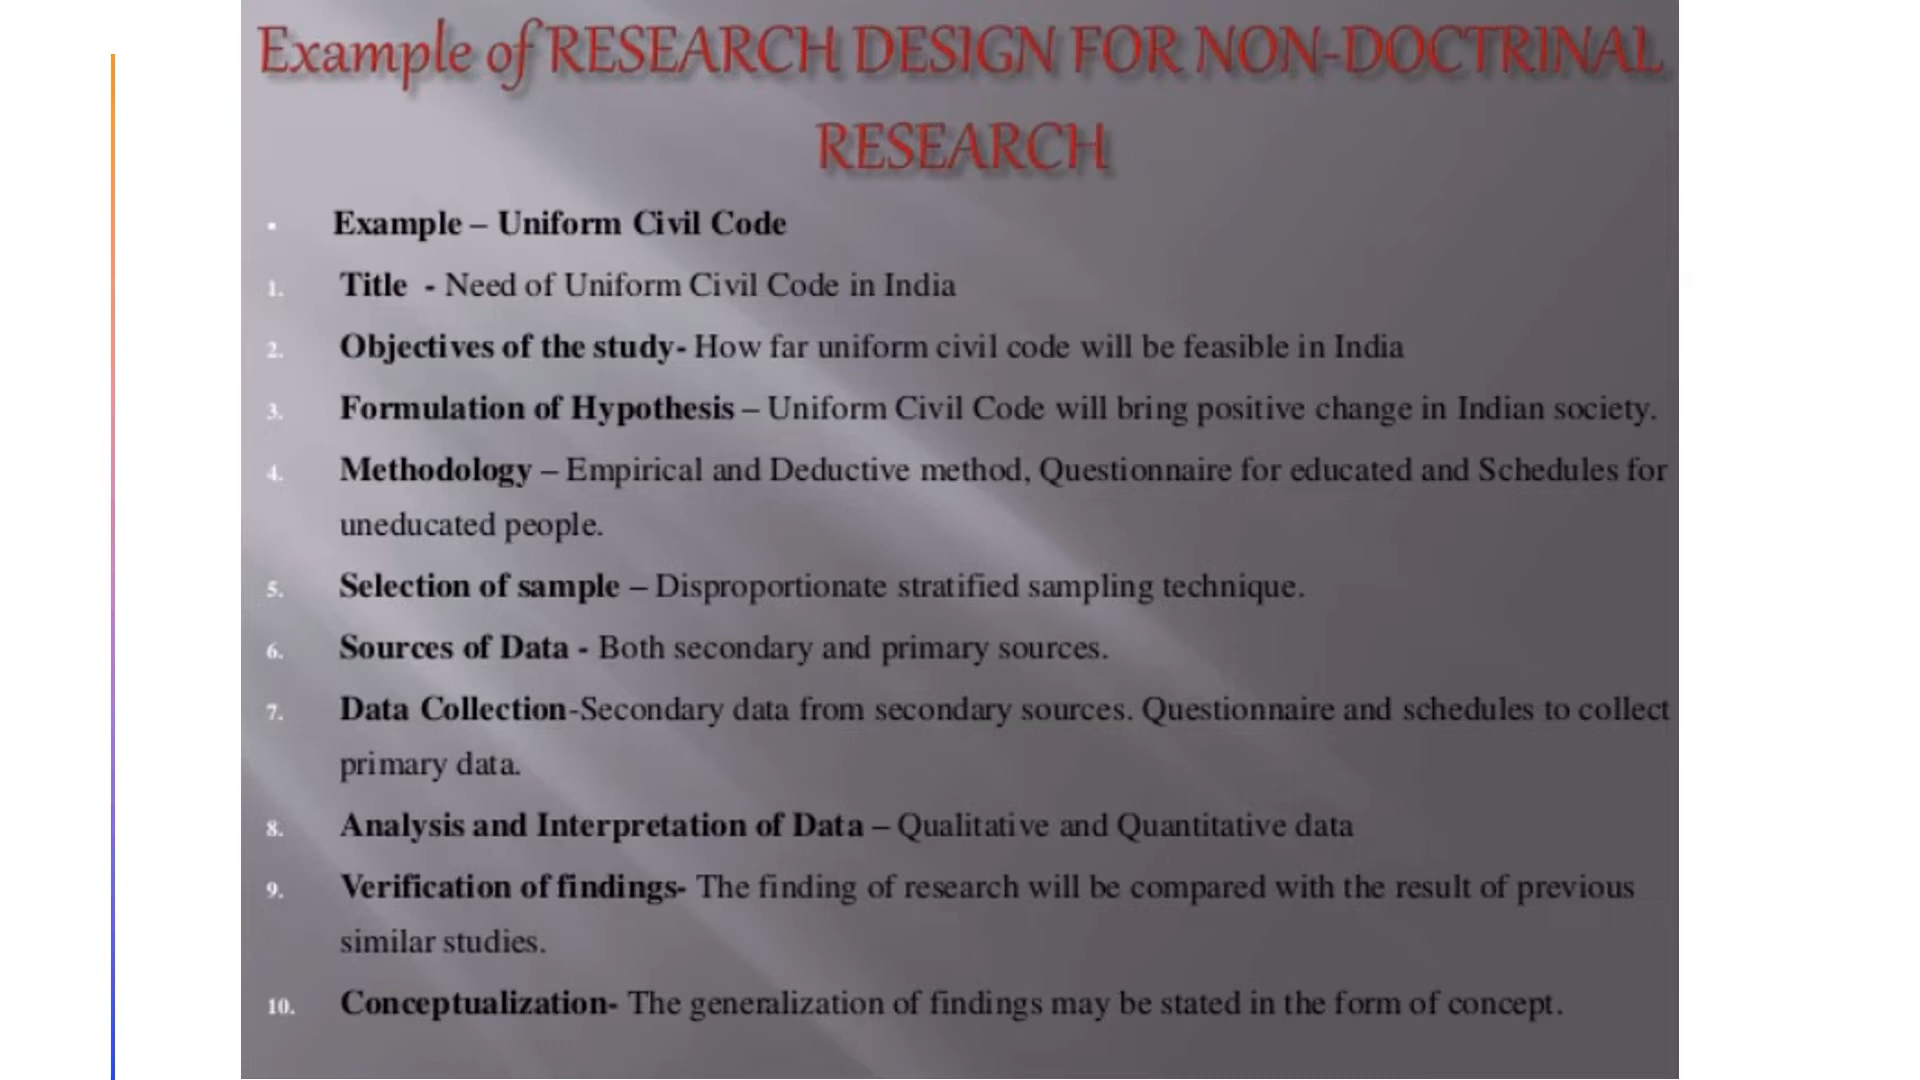 Example of RESEARCH DESIGN FOR NON-DOCTRINAL
RESEARCH
• Example – Uniform Civil Code
1. Title - Need of Uniform Civil Code in India
2. Objectives of the study- How far uniform civil code will be feasible in India
3. Formulation of Hypothesis – Uniform Civil Code will bring positive change in Indian society.
4. Methodology – Empirical and Deductive method, Questionnaire for educated and Schedules for
uneducated people.
5. Selection of sample – Disproportionate stratified sampling technique.
6. Sources of Data - Both secondary and primary sources.
7. Data Collection-Secondary data from secondary sources. Questionnaire and schedules to collect
primary data.
8. Analysis and Interpretation of Data – Qualitative and Quantitative data
9. Verification of findings- The finding of research will be compared with the result of previous
similar studies.
10. Conceptualization- The generalization of findings may be stated in the form of concept.